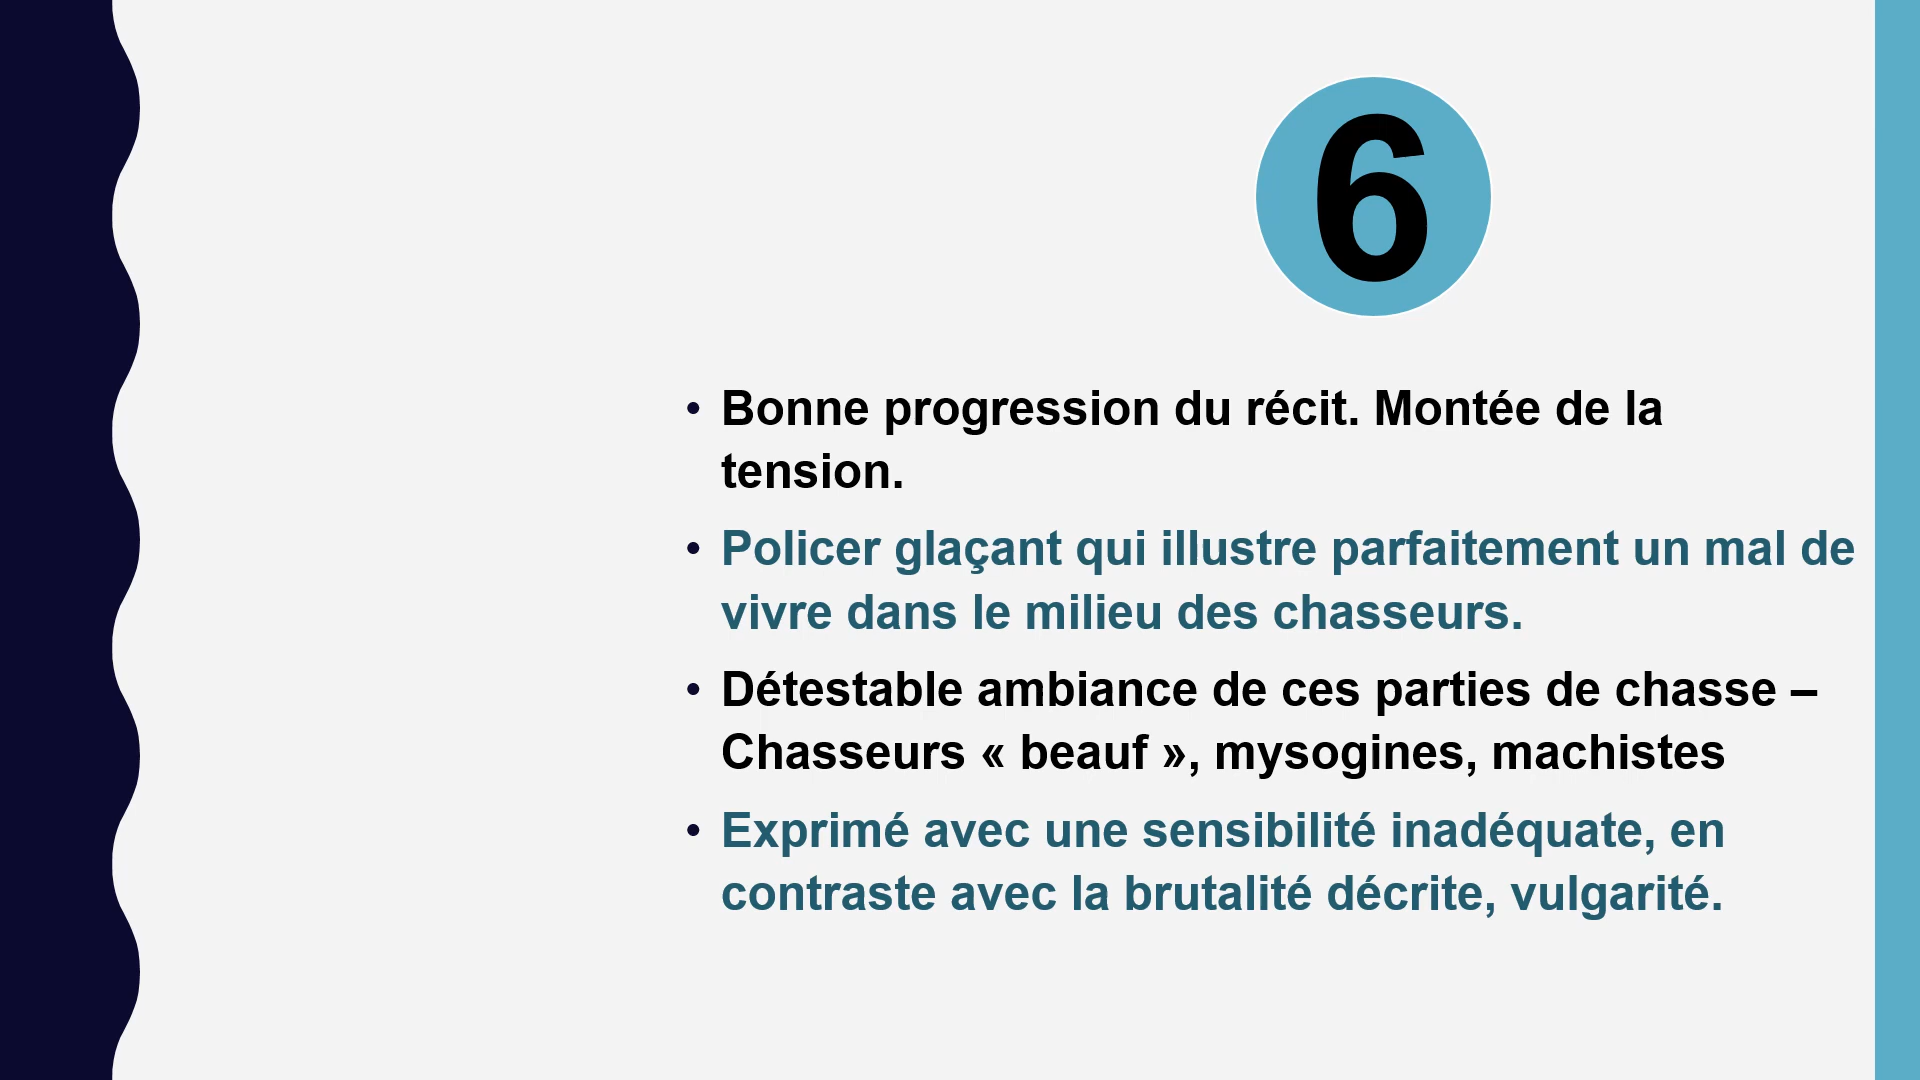 6
• Bonne progression du récit. Montée de la
tension.
• Policer glaçant qui illustre parfaitement un mal de
vivre dans le milieu des chasseurs.
• Détestable ambiance de ces parties de chasse –
Chasseurs « beauf », mysogines, machistes
• Exprimé avec une sensibilité inadéquate, en
contraste avec la brutalité décrite, vulgarité.